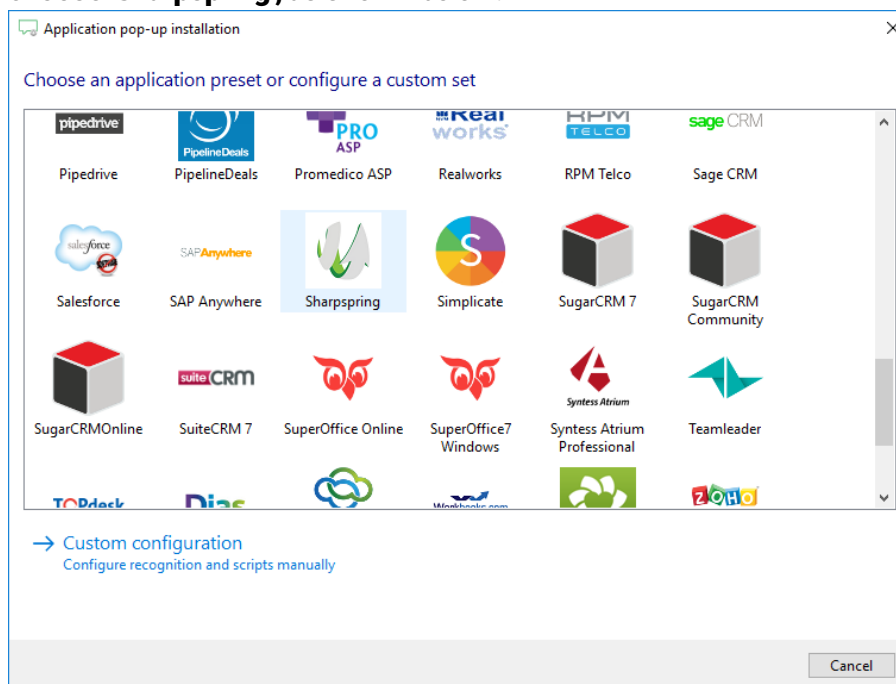 Application pop-up installation
Choose an application preset or configure a custom set
pipedrive
PipelineDeals
PRO
ASP
Real
works
RPM
TELCO
sage CRM
Pipedrive
PipelineDeals
Promedico ASP
Realworks
RPM Telco
Sage CRM
salesforce
SAPAnywhere
S
Salesforce
SAP Anywhere
Sharpspring
Simplicate
SugarCRM 7
SugarCRM
Community
suiteCRM
Syntess Atrium
SugarCRMOnline
SuiteCRM 7
SuperOffice Online
SuperOffice7
Windows
Syntess Atrium
Professional
Teamleader
TOPdesk
ZOHO
Custom configuration
Configure recognition and scripts manually
Cancel